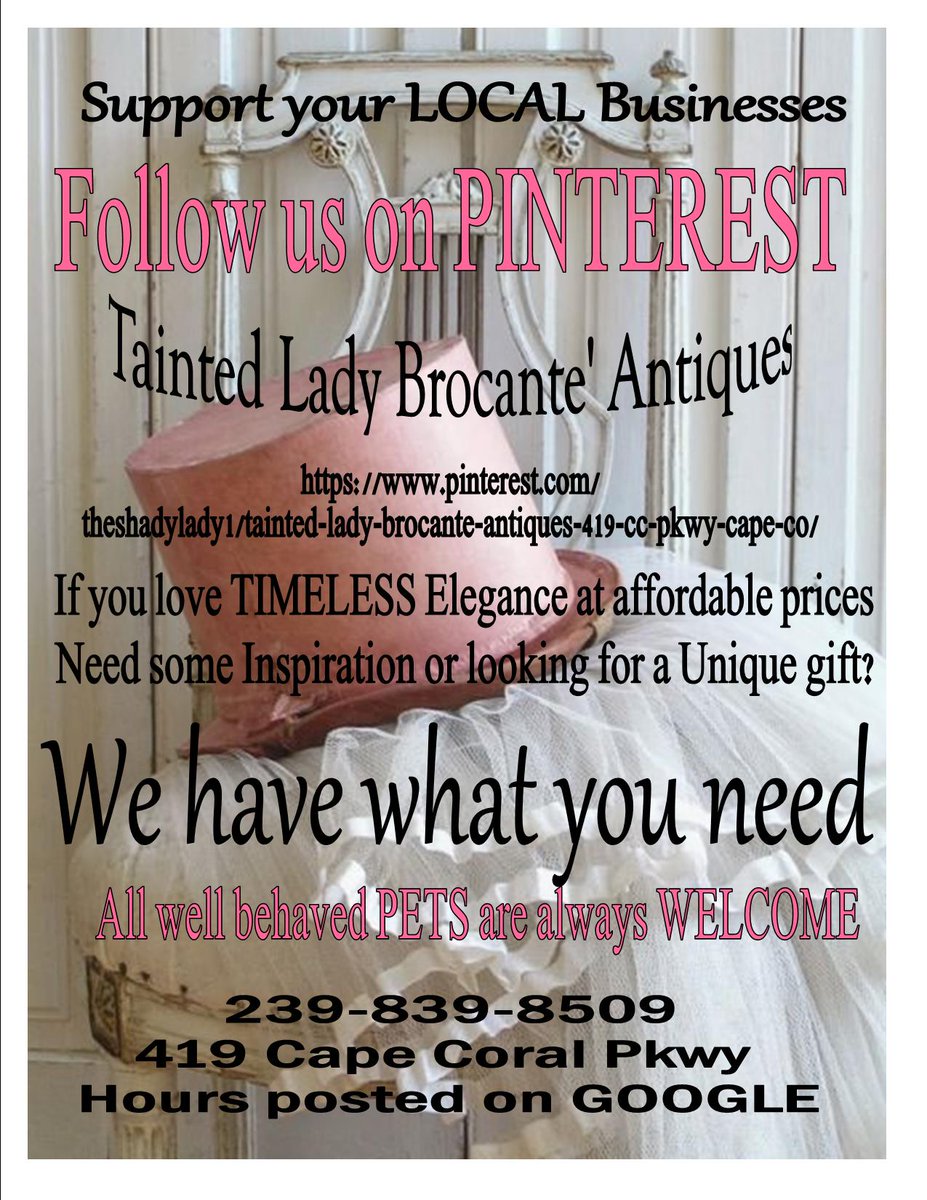 Support your LOCAL Businesses
Follow us on PINTEREST
Tainted Lady Brocante' Antiques
https://www.pinterest.com/
theshadylady1/tainted-lady-brocante-antiques-419-cc-pkwy-cape-co/
If you love TIMELESS Elegance at affordable prices
Need some Inspiration or looking for a Unique gift?
We have what you need
All well behaved PETS are always WELCOME
239-839-8509
419 Cape Coral Pkwy
Hours posted on GOOGLE